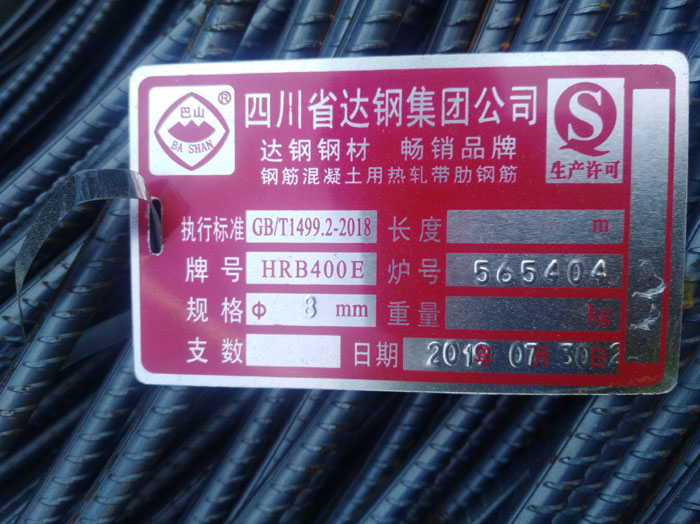 巴山
BA SHAN
®
四川省达钢集团公司
达钢钢材 畅销品牌
钢筋混凝土用热轧带肋钢筋
S
生产许可
执行标准 GB/T1499.2-2018 长度 m
牌号 HRB400E 炉号 565404
规格 Φ 8 mm 重量 kg
支数 日期 201 年 07月30日2